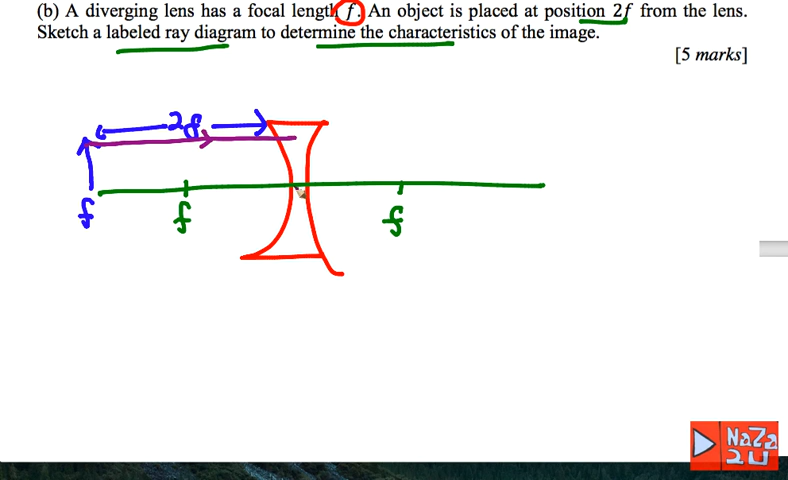 (b) A diverging lens has a focal length f. An object is placed at position 2f from the lens.
Sketch a labeled ray diagram to determine the characteristics of the image.
[5 marks]
2f
f
f
f
NaZa
2U